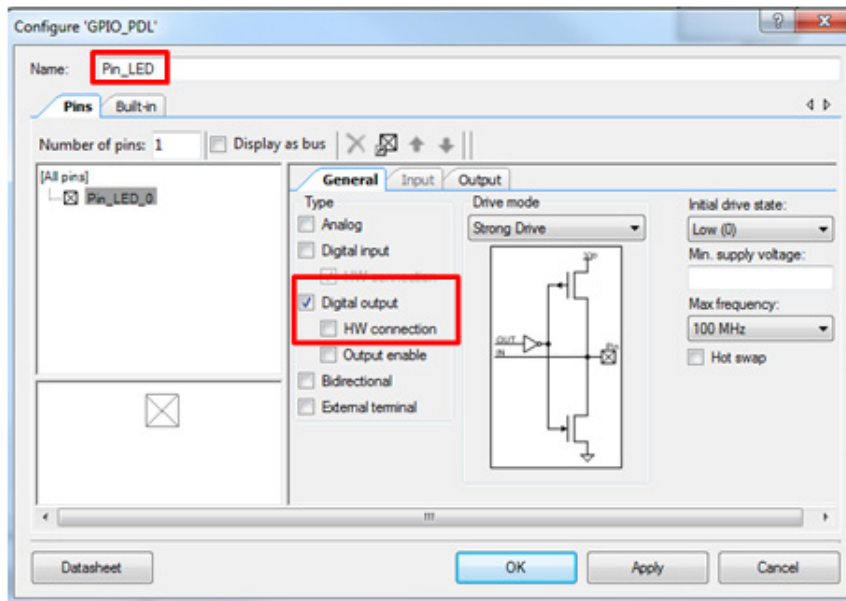 Configure 'GPIO_PDL'
Name: Pin_LED
Pins Built-in
Number of pins: 1 Display as bus
[All pins]
Pin_LED_0
General Input Output
Type
Analog
Digital input
HW connection
Digital output
HW connection
Output enable
Bidirectional
External terminal
Drive mode
Strong Drive
OUT
IN
Pin
Initial drive state:
Low (0)
Min. supply voltage:
Max frequency:
100 MHz
Hot swap
Datasheet OK Apply Cancel